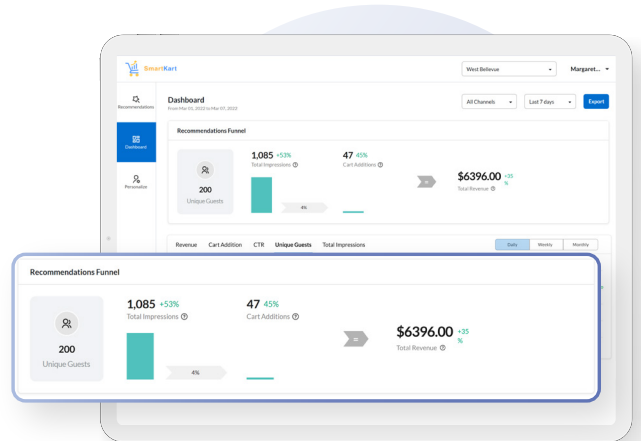 SmartKart
West Bellevue
Margaret...
Recommendations
Dashboard
From Mar 01, 2022 to Mar 07, 2022
All Channels
Last 7 days
Export
Dashboard
Personalize
Recommendations Funnel
200
Unique Guests
1,085 +53%
Total Impressions
4%
47 45%
Cart Additions
=
$6396.00 +35
%
Total Revenue
Revenue Cart Addition CTR Unique Guests Total Impressions
Daily Weekly Monthly
Recommendations Funnel
200
Unique Guests
1,085 +53%
Total Impressions
4%
47 45%
Cart Additions
=
$6396.00 +35
%
Total Revenue